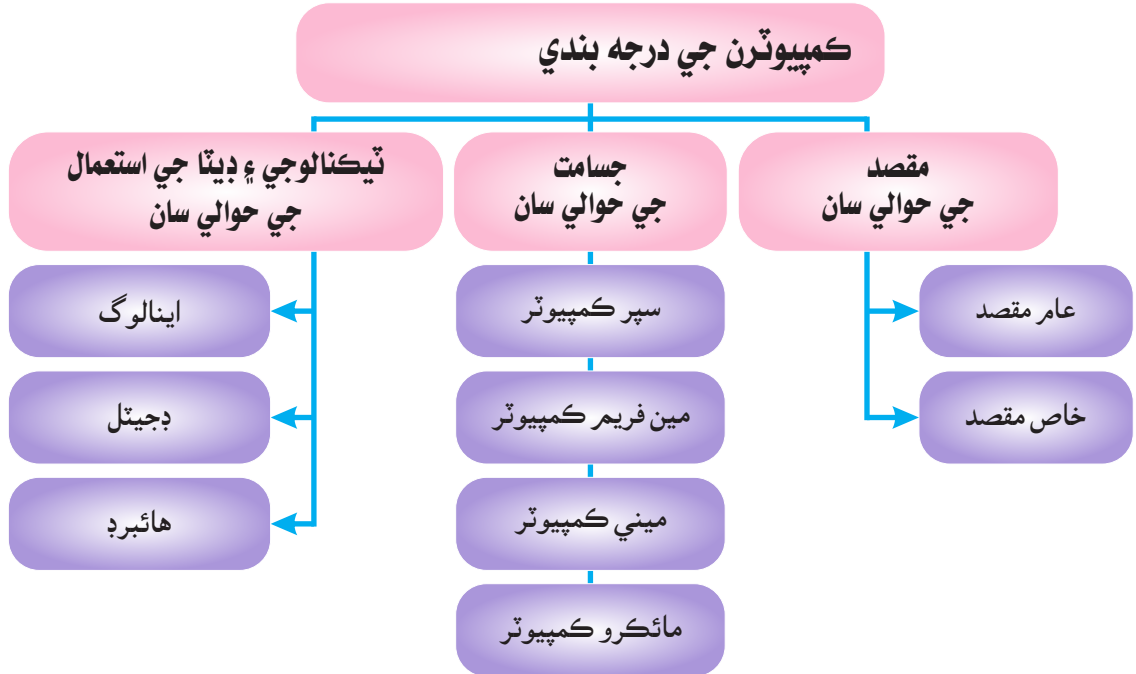 ڪمپيوٽرن جي درجه بندي
مقصد
جي حوالي سان
عام مقصد
خاص مقصد
جسامت
جي حوالي سان
سپر ڪمپيوٽر
مين فريم ڪمپيوٽر
ميني ڪمپيوٽر
مائڪرو ڪمپيوٽر
ٽيڪنالوجي ۽ ڊيٽا جي استعمال
جي حوالي سان
اينالوگ
ڊجيٽل
هائبرڊ